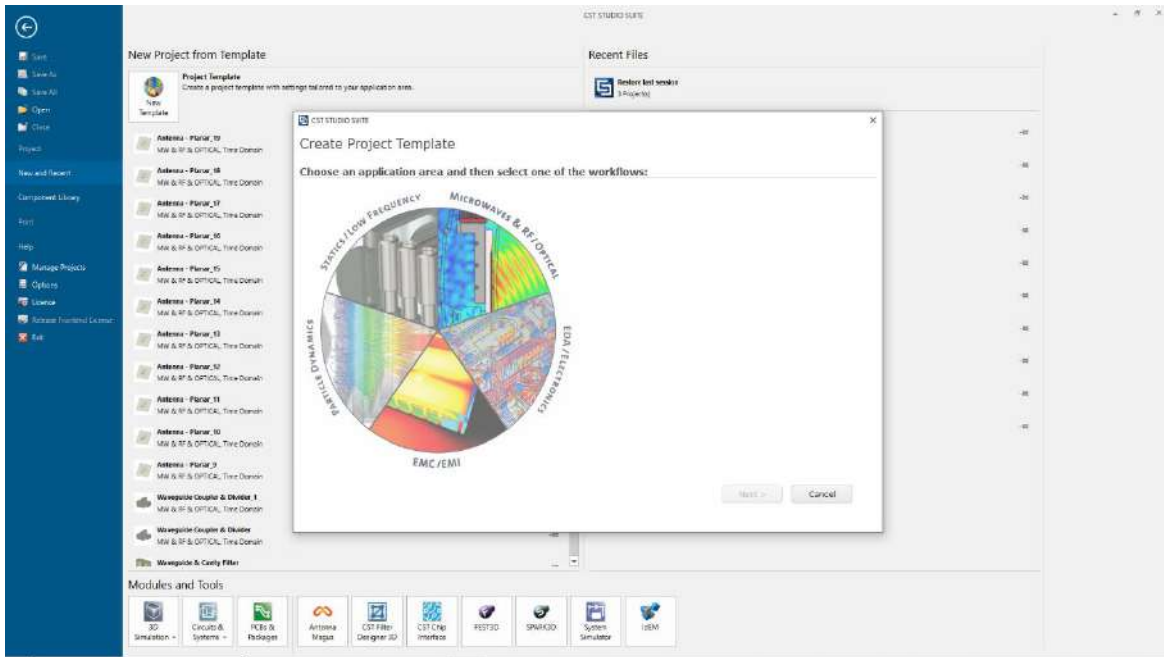 CST STUDIO SUITE
Save
Save As
Save All
Open
Close
Project
New and Recent
Component Library
Print
Help
Manage Projects
Options
License
Release Frontend License
Exit
New Project from Template
New Template
Project Template
Create a project template with settings tailored to your application area.
Antenna - Planar_19
MW & RF & OPTICAL, Time Domain
Antenna - Planar_18
MW & RF & OPTICAL, Time Domain
Antenna - Planar_17
MW & RF & OPTICAL, Time Domain
Antenna - Planar_16
MW & RF & OPTICAL, Time Domain
Antenna - Planar_15
MW & RF & OPTICAL, Time Domain
Antenna - Planar_14
MW & RF & OPTICAL, Time Domain
Antenna - Planar_13
MW & RF & OPTICAL, Time Domain
Antenna - Planar_12
MW & RF & OPTICAL, Time Domain
Antenna - Planar_11
MW & RF & OPTICAL, Time Domain
Antenna - Planar_10
MW & RF & OPTICAL, Time Domain
Antenna - Planar_9
MW & RF & OPTICAL, Time Domain
Waveguide Coupler & Divider_1
MW & RF & OPTICAL, Time Domain
Waveguide Coupler & Divider
MW & RF & OPTICAL, Time Domain
Waveguide & Cavity Filter
Recent Files
Restore last session
3 Project(s)
CST STUDIO SUITE
Create Project Template
Choose an application area and then select one of the workflows:
STATICS/LOW FREQUENCY
MICROWAVES & RF/OPTICAL
EDA/ELECTRONICS
EMC/EMI
PARTICLE DYNAMICS
Next >
Cancel
Modules and Tools
3D Simulation
Circuits & Systems
PCBs & Packages
Antenna Magus
CST Filter Designer 3D
CST Chip Interface
FEST3D
SPARK3D
System Simulator
IdEM